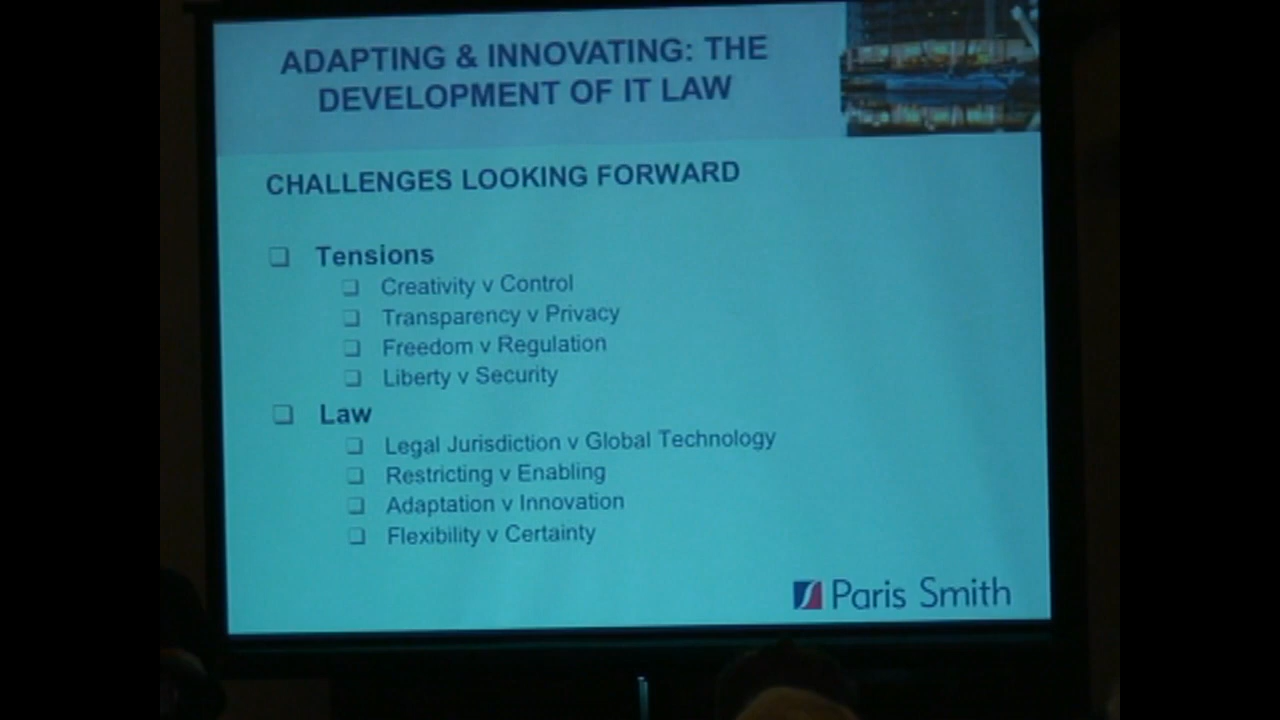 ADAPTING & INNOVATING: THE
DEVELOPMENT OF IT LAW
CHALLENGES LOOKING FORWARD
❑ Tensions
❑ Creativity v Control
❑ Transparency v Privacy
❑ Freedom v Regulation
❑ Liberty v Security
❑ Law
❑ Legal Jurisdiction v Global Technology
❑ Restricting v Enabling
❑ Adaptation v Innovation
❑ Flexibility v Certainty
Paris Smith